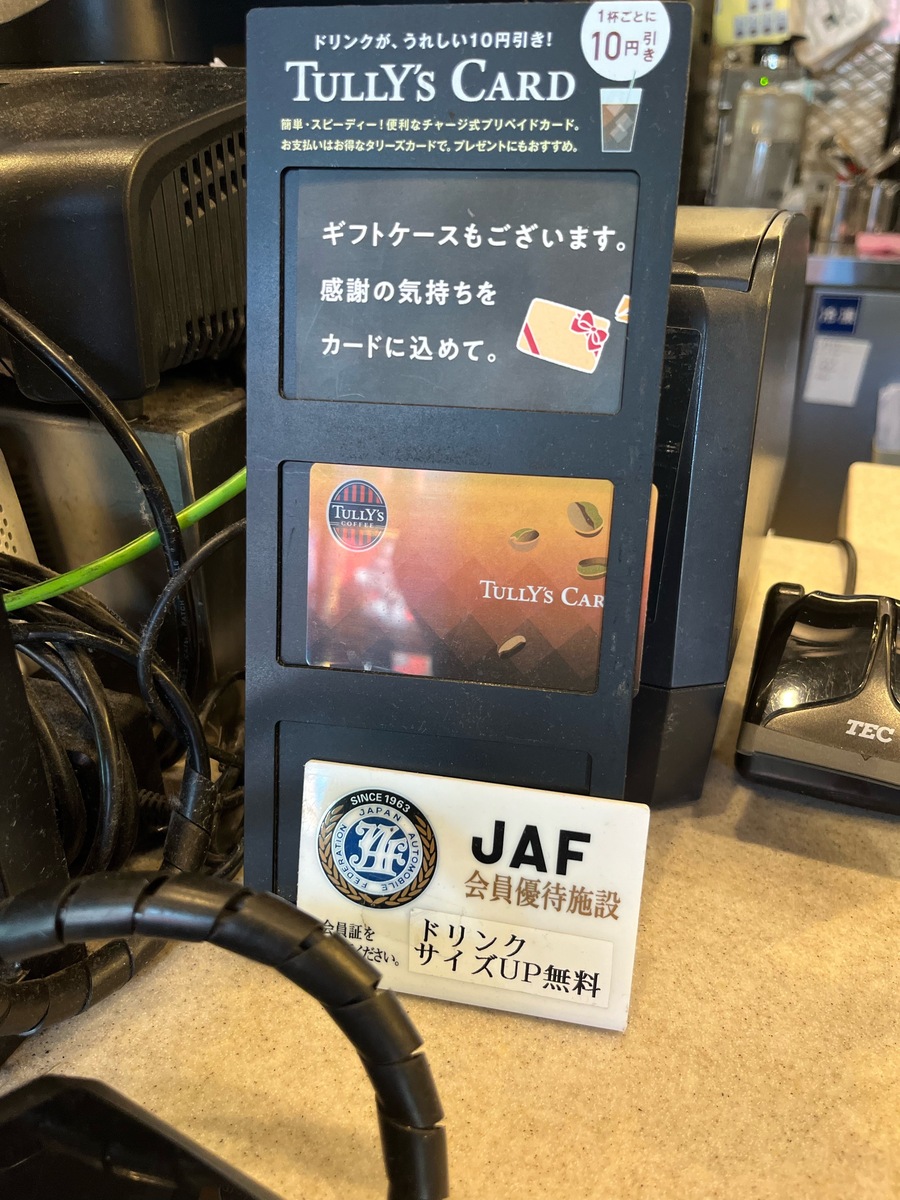 ドリンクが、うれしい10円引き!
1杯ごとに
10円引き
TULLY'S CARD
簡単・スピーディー!便利なチャージ式プリペイドカード。
お支払いはお得なタリーズカードで。プレゼントにもおすすめ。
ギフトケースもございます。
感謝の気持ちを
カードに込めて。
冷凍
TULLY'S
COFFEE
TULLY'S CAR
TEC
SINCE 1963
JAPAN AUTOMOBILE FEDERATION
JAF
JAF
会員優待施設
会員証を
ください。
ドリンク
サイズUP無料